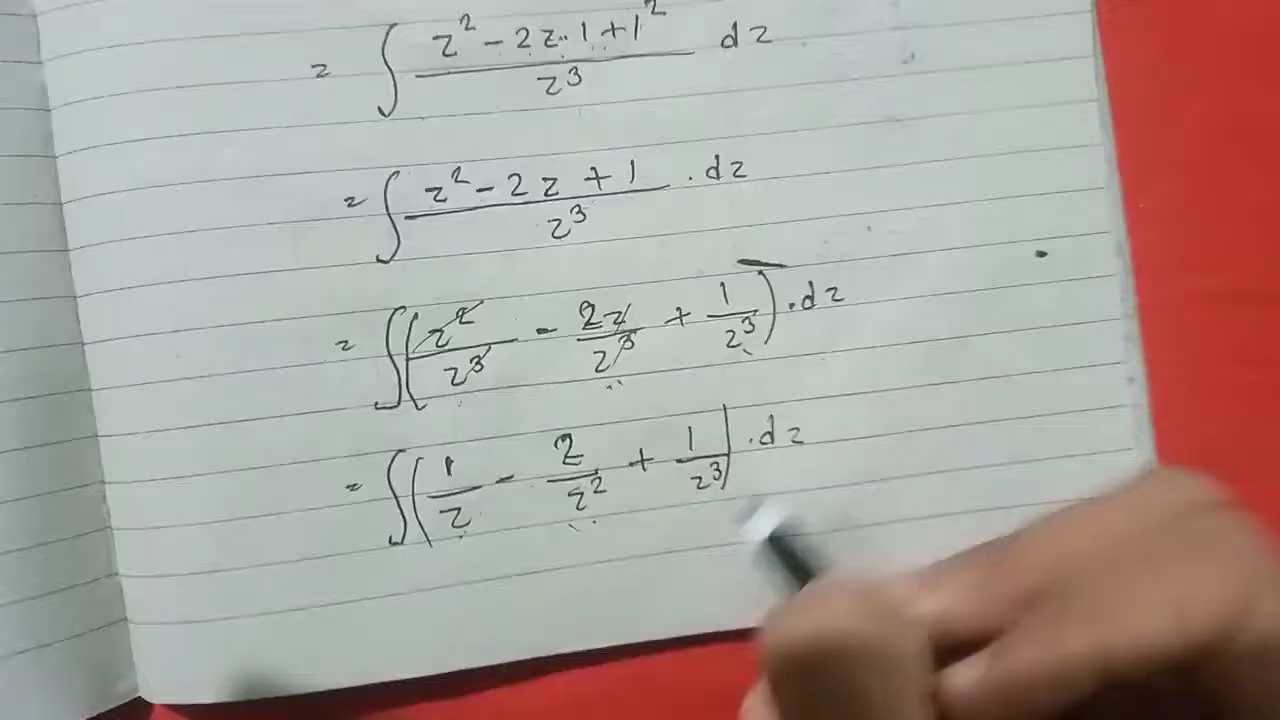 = ∫ (z² - 2z·1 + 1²)/z³ dz
= ∫ (z² - 2z + 1)/z³ · dz
= ∫ (z²/z³ - 2z/z³ + 1/z³) · dz
= ∫ (1/z - 2/z² + 1/z³) · dz